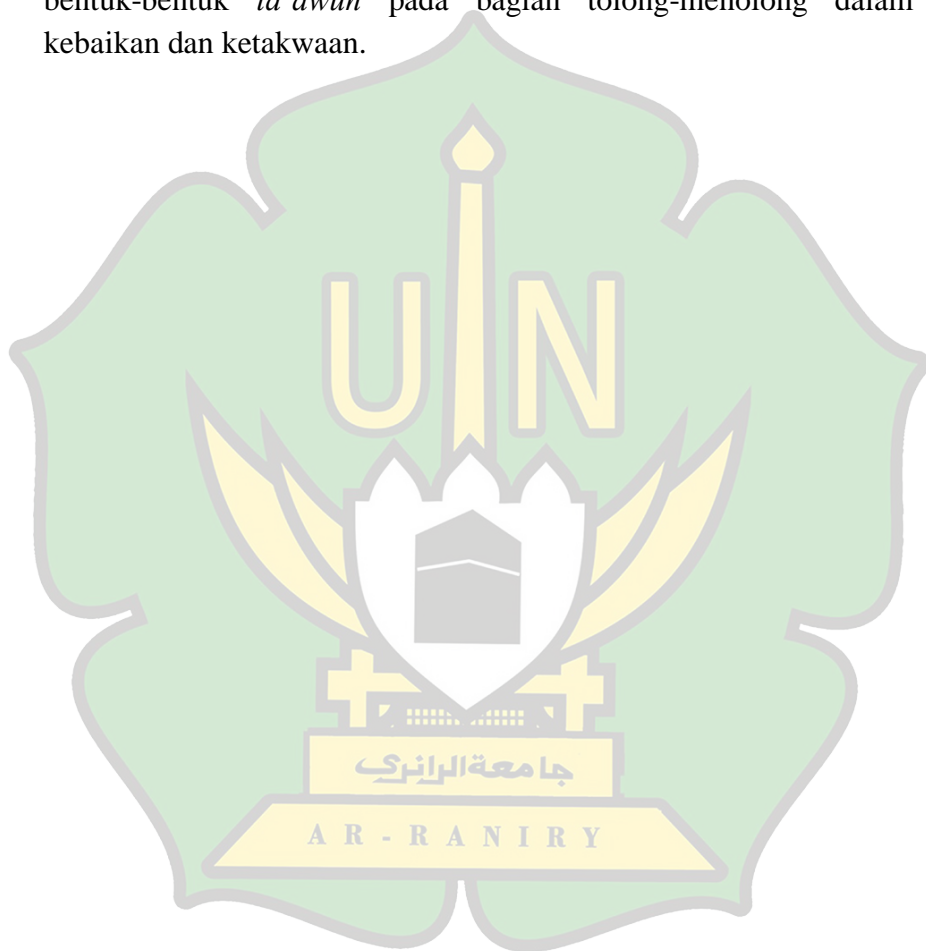 bentuk-bentuk ta'awun pada bagian tolong-menolong dalam
kebaikan dan ketakwaan.
UIN
جامعة الرانري
AR-RANIRY